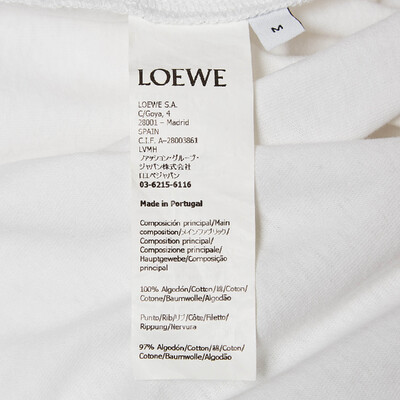 M
LOEWE
LOEWE S.A.
C/Goya, 4
28001 – Madrid
SPAIN
C.I.F. A–28003861
LVMH
ファッション・グループ・
ジャパン株式会社
ロエベジャパン
03-6215-6116
Made in Portugal
Composición principal/Main
composition/メインファブリック/
Composition principal/
Composizione principale/
Hauptgewebe/Composição
principal
100% Algodón/Cotton/綿/Coton/
Cotone/Baumwolle/Algodão
Punto/Rib/リブ/Côte/Filetto/
Rippung/Nervura
97% Algodón/Cotton/綿/Coton/
Cotone/Baumwolle/Algodão